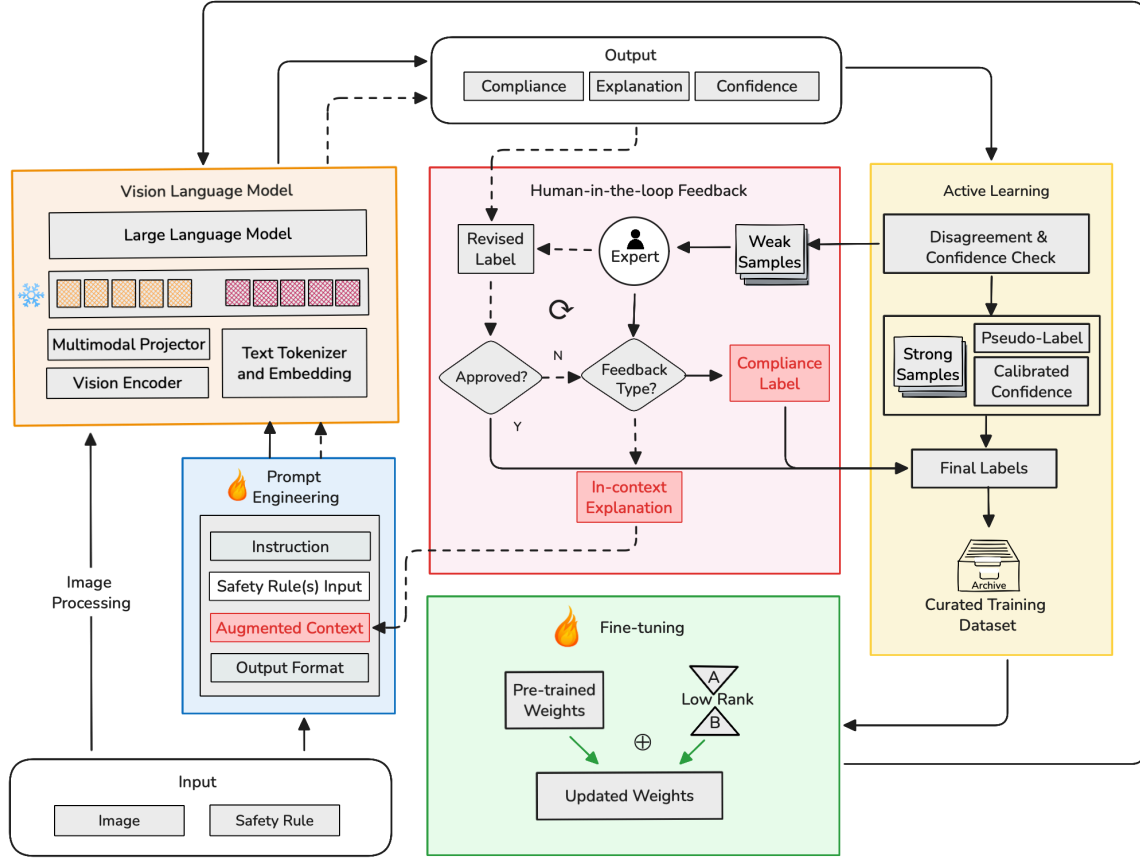 Output
Compliance
Explanation
Confidence
Vision Language Model
Large Language Model
Multimodal Projector
Vision Encoder
Text Tokenizer
and Embedding
Human-in-the-loop Feedback
Revised
Label
Expert
Weak
Samples
Approved?
N
Y
Feedback
Type?
Compliance
Label
In-context
Explanation
Active Learning
Disagreement &
Confidence Check
Strong
Samples
Pseudo-Label
Calibrated
Confidence
Final Labels
Archive
Curated Training
Dataset
Prompt
Engineering
Instruction
Safety Rule(s) Input
Augmented Context
Output Format
Image
Processing
Fine-tuning
Pre-trained
Weights
A
Low Rank
B
Updated Weights
Input
Image
Safety Rule